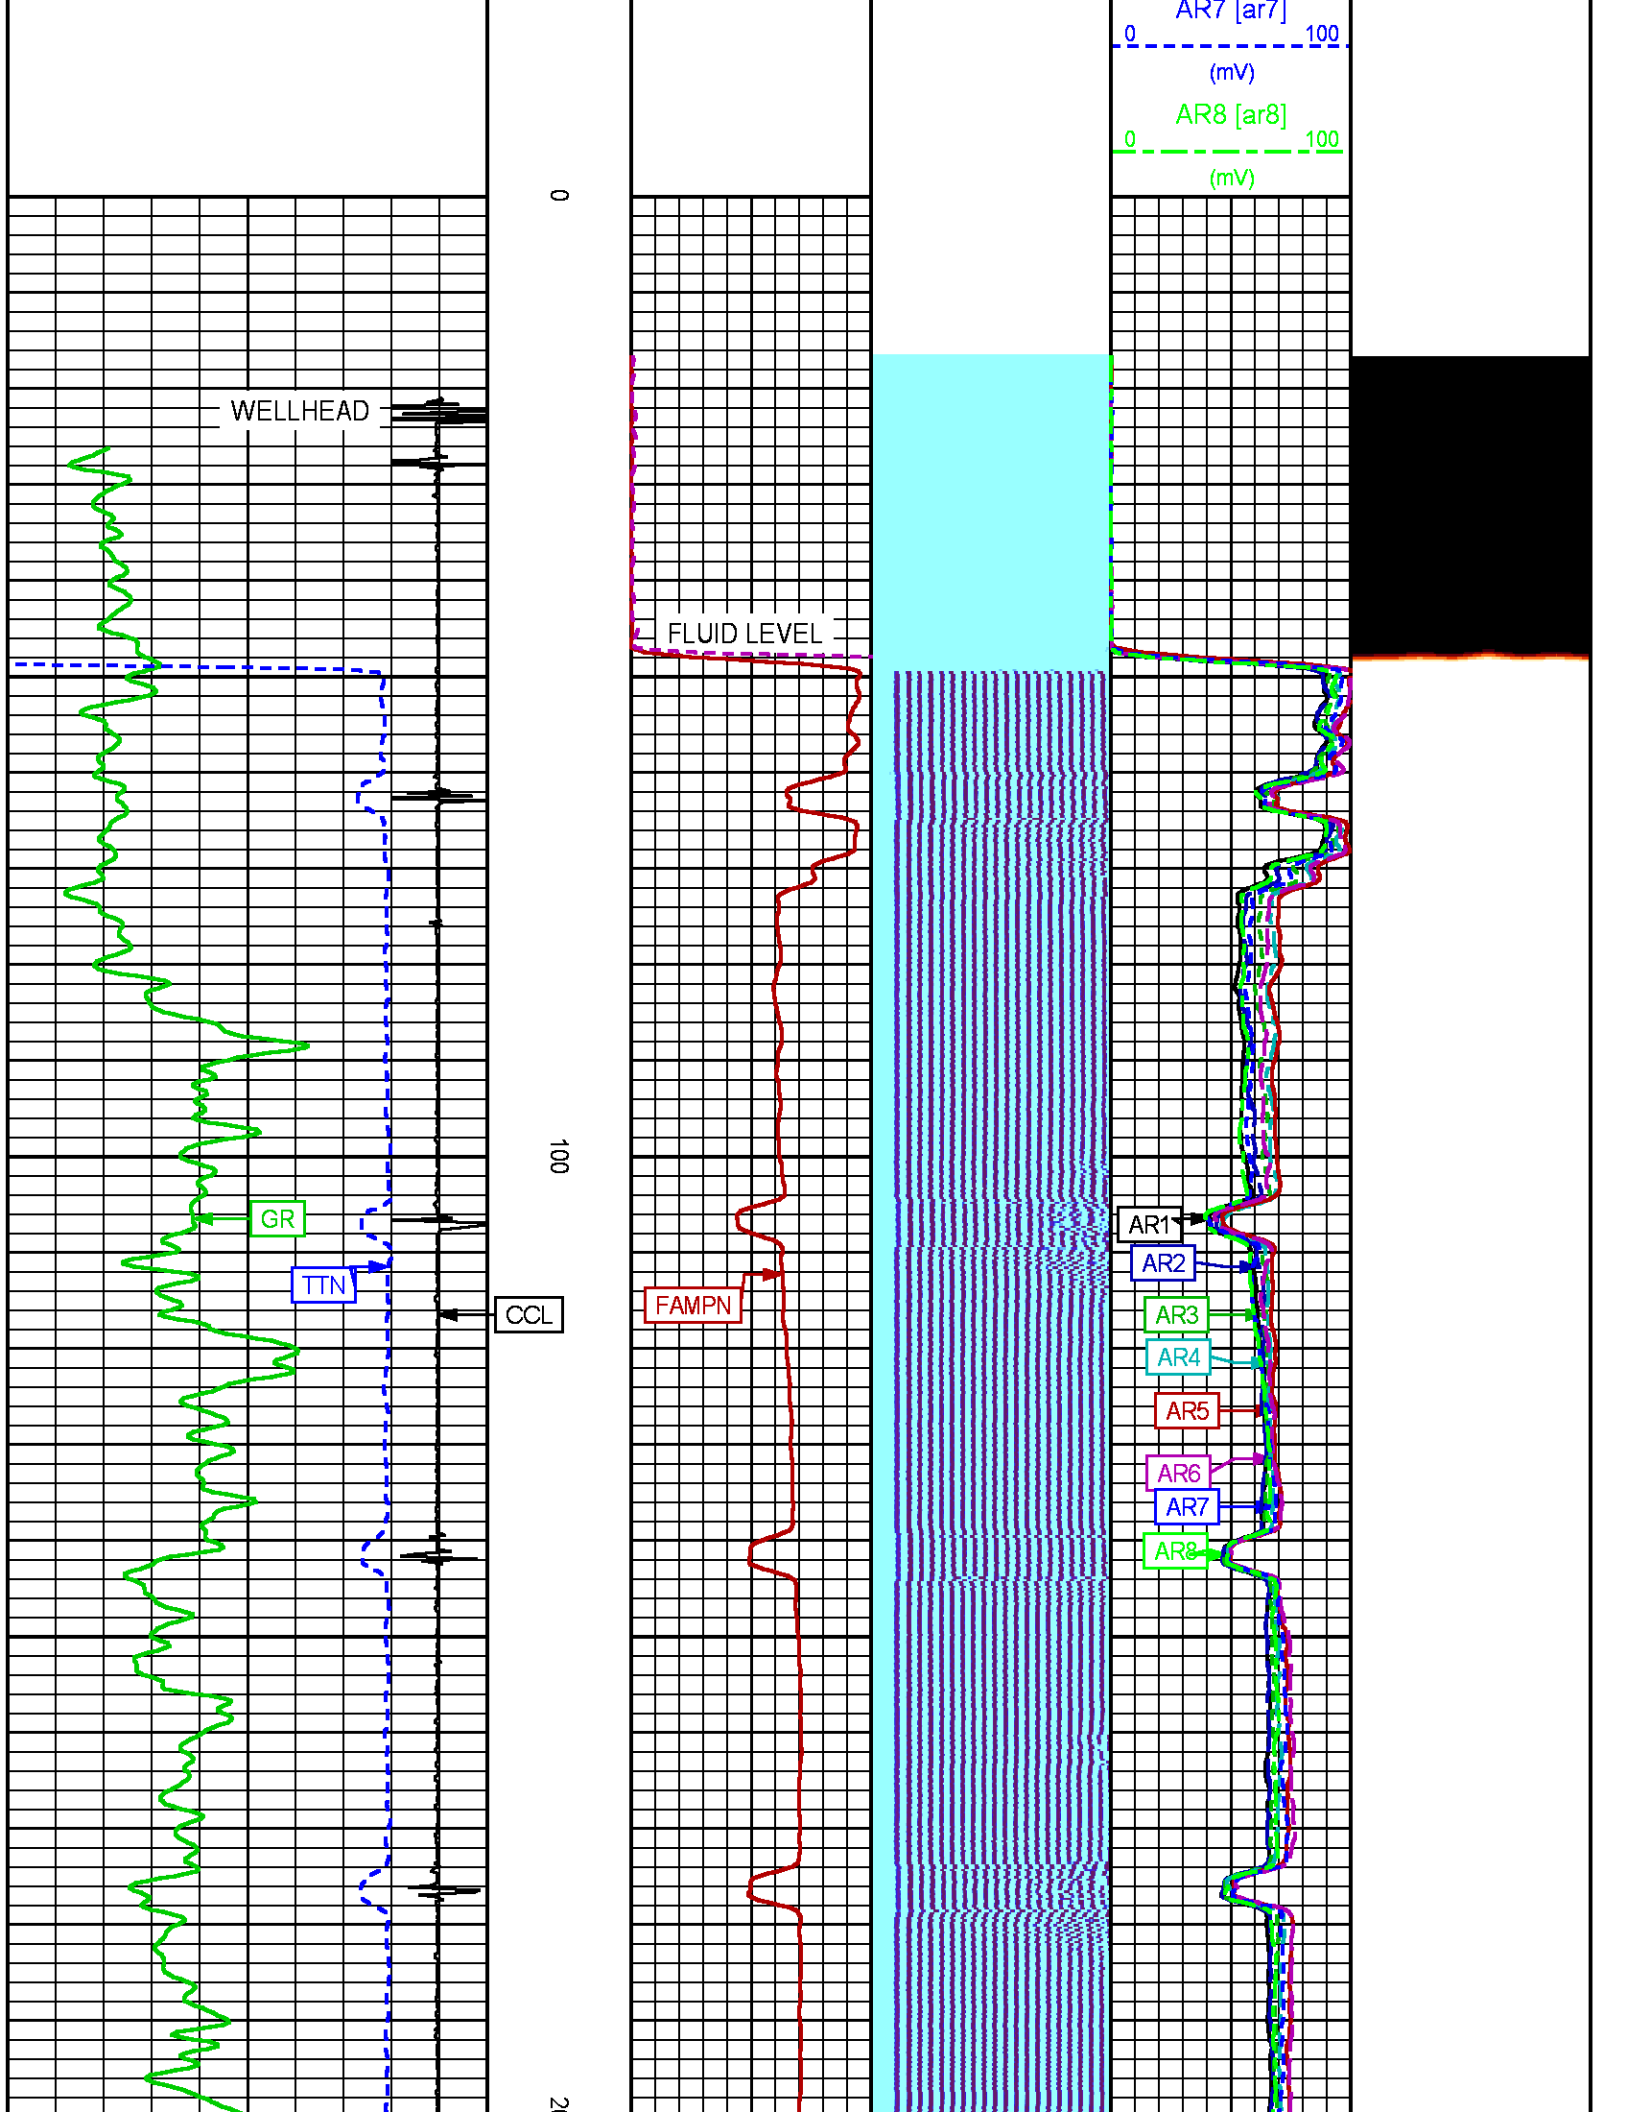 AR7 [ar7]
0 100
(mV)
AR8 [ar8]
0 100
(mV)
0
WELLHEAD
FLUID LEVEL
100
GR
AR1
AR2
TTN
FAMPN
CCL
AR3
AR4
AR5
AR6
AR7
AR8